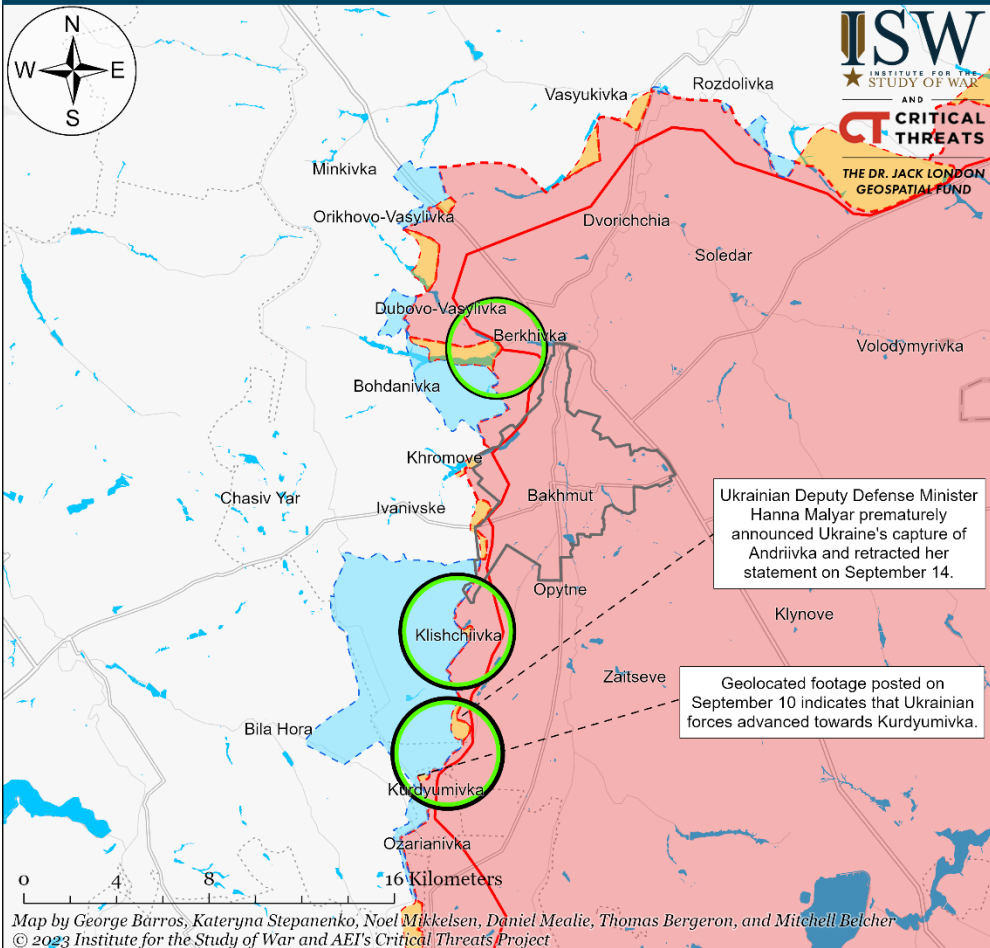 N
W E
S
ISW
INSTITUTE FOR THE
STUDY OF WAR
AND
CT CRITICAL
THREATS
THE DR. JACK LONDON
GEOSPATIAL FUND
Vasyukivka
Rozdolivka
Minkivka
Orikhovo-Vasylivka
Dvorichchia
Soledar
Dubovo-Vasylivka
Berkhivka
Volodymyrivka
Bohdanivka
Khromove
Chasiv Yar
Ivanivske
Bakhmut
Ukrainian Deputy Defense Minister
Hanna Malyar prematurely
announced Ukraine's capture of
Andriivka and retracted her
statement on September 14.
Opytne
Klynove
Klishchiivka
Zaitseve
Geolocated footage posted on
September 10 indicates that Ukrainian
forces advanced towards Kurdyumivka.
Bila Hora
Kurdyumivka
Ozarianivka
0 4 8 16 Kilometers
Map by George Barros, Kateryna Stepanenko, Noel Mikkelsen, Daniel Mealie, Thomas Bergeron, and Mitchell Belcher
© 2023 Institute for the Study of War and AEI's Critical Threats Project